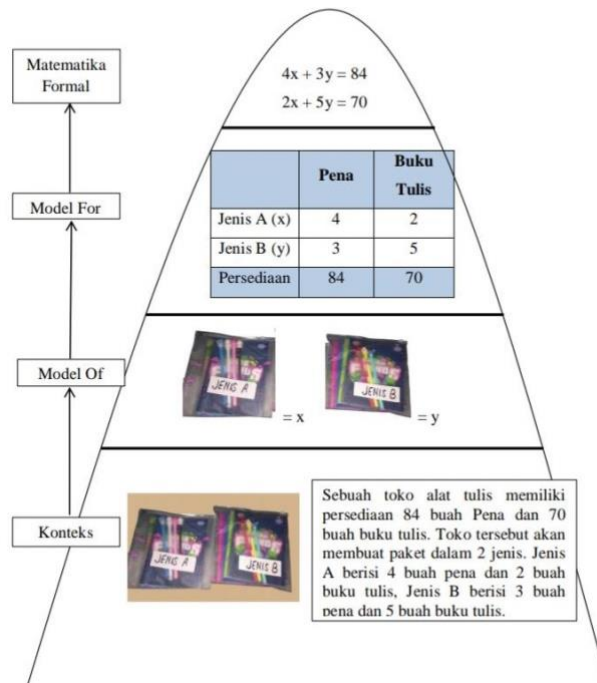 Matematika
Formal
4x + 3y = 84
2x + 5y = 70
Model For
Pena Buku
Tulis
Jenis A (x) 4 2
Jenis B (y) 3 5
Persediaan 84 70
Model Of
JENIS A
= x
JENIS B
= y
Konteks
JENIS A
JENIS B
Sebuah toko alat tulis memiliki
persediaan 84 buah Pena dan 70
buah buku tulis. Toko tersebut akan
membuat paket dalam 2 jenis. Jenis
A berisi 4 buah pena dan 2 buah
buku tulis, Jenis B berisi 3 buah
pena dan 5 buah buku tulis.